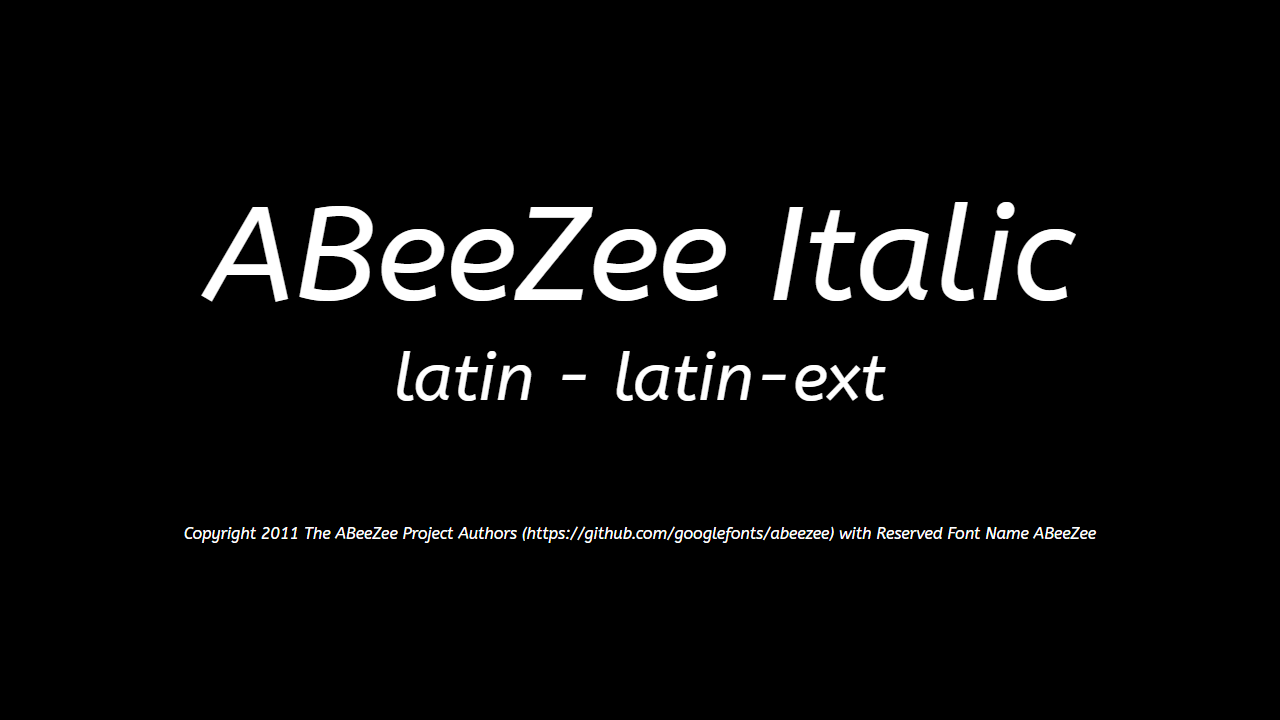 ABeeZee Italic
latin - latin-ext
Copyright 2011 The ABeeZee Project Authors (https://github.com/googlefonts/abeezee) with Reserved Font Name ABeeZee